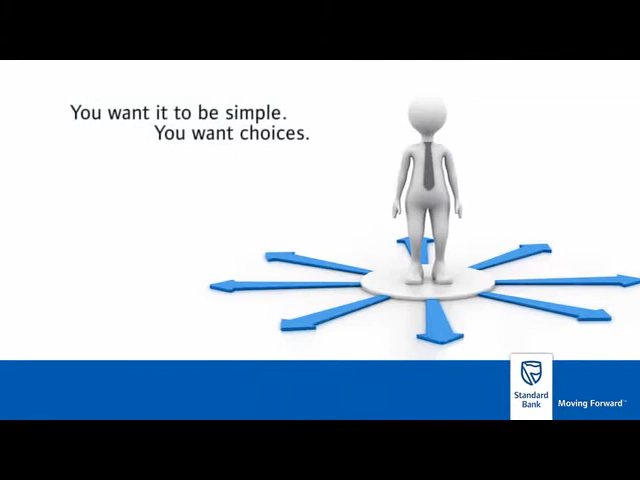 You want it to be simple.
You want choices.
Standard
Bank
Moving Forward™